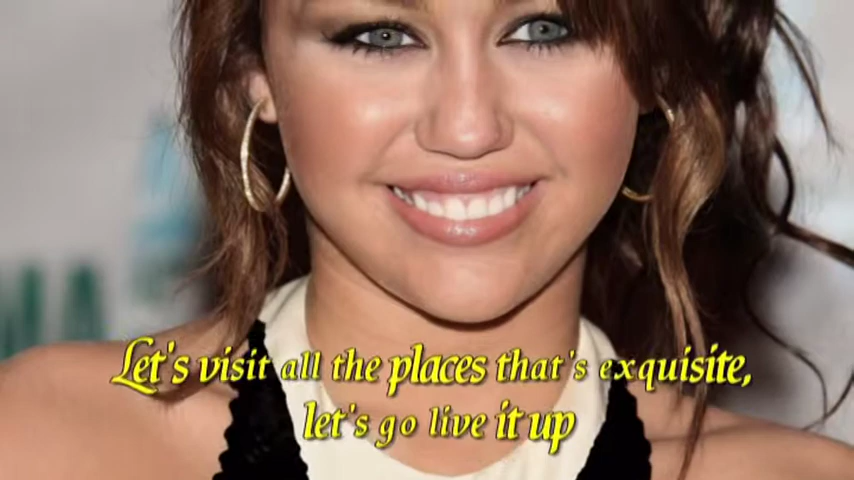 Let's visit all the places that's exquisite,
let's go live it up